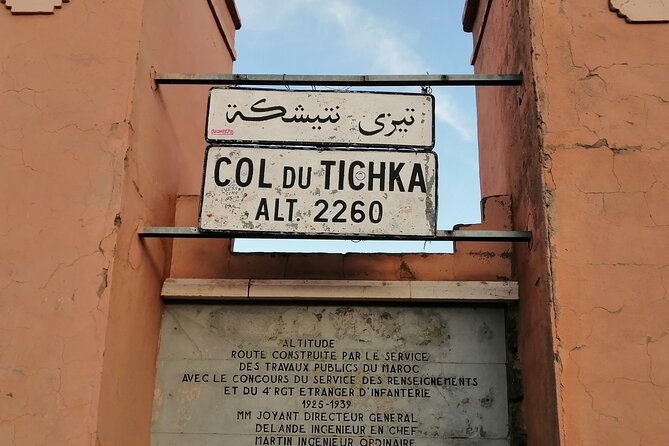 تيزي نتيشكة
COL DU TICHKA
ALT. 2260
ALTITUDE
ROUTE CONSTRUITE PAR LE SERVICE
DES TRAVAUX PUBLICS DU MAROC
AVEC LE CONCOURS DU SERVICE DES RENSEIGNEMENTS
ET DU 4e RGT ETRANGER D'INFANTERIE
1925-1939
MM JOYANT DIRECTEUR GENERAL
DELANDE INGENIEUR EN CHEF
MARTIN INGENIEUR ORDINAIRE